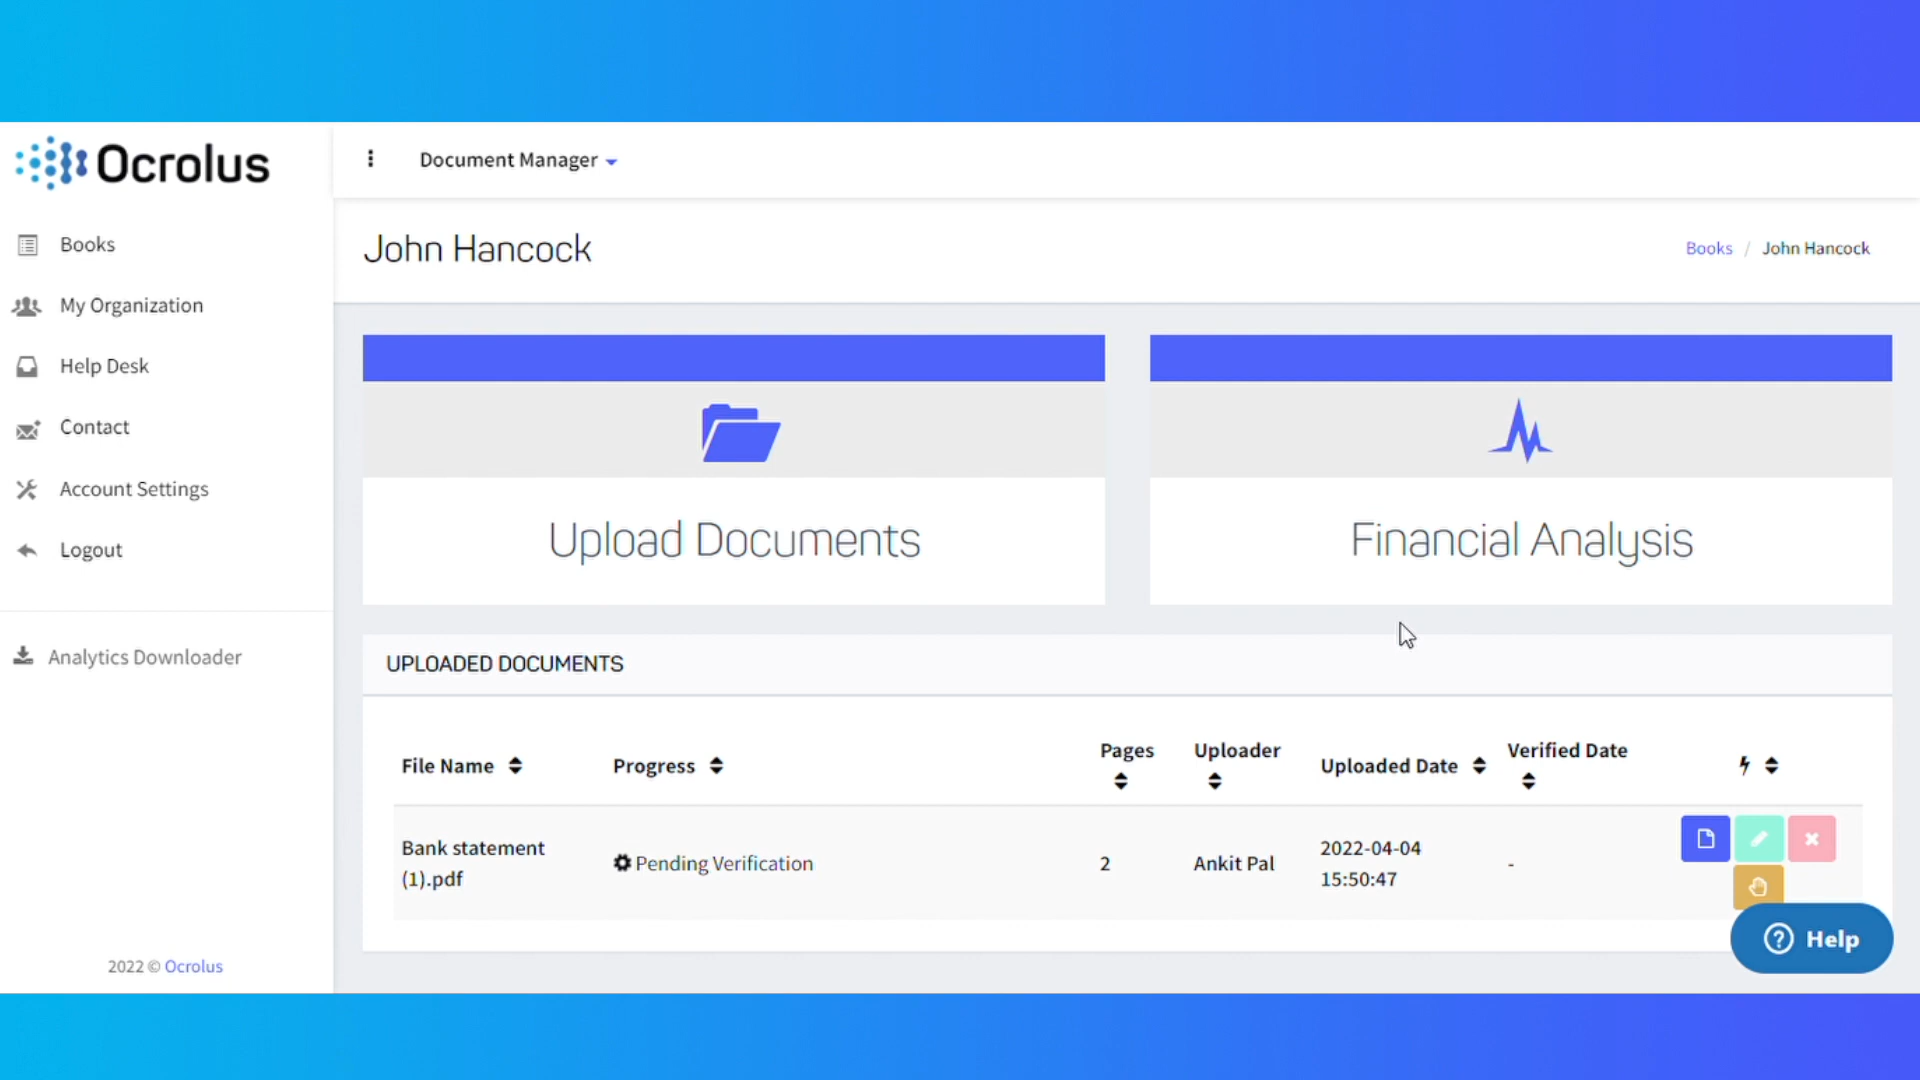 Ocrolus
Document Manager
Books
My Organization
Help Desk
Contact
Account Settings
Logout
Analytics Downloader
2022 © Ocrolus
John Hancock
Books / John Hancock
Upload Documents
Financial Analysis
UPLOADED DOCUMENTS
File Name Progress Pages Uploader Uploaded Date Verified Date
Bank statement
(1).pdf
Pending Verification
2
Ankit Pal
2022-04-04
15:50:47
-
Help